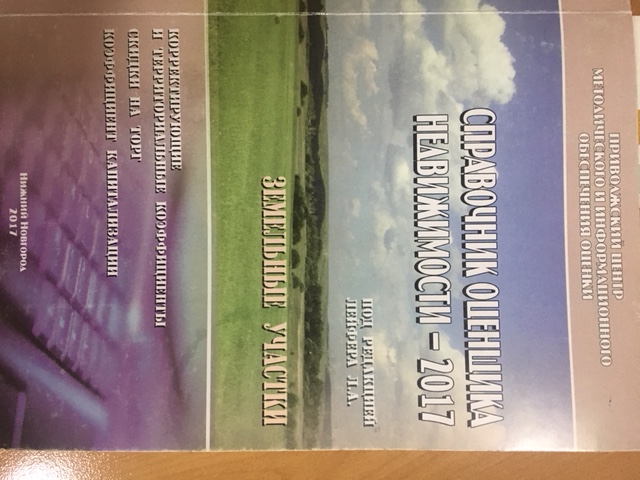 ПРИВОЛЖСКИЙ ЦЕНТР
МЕТОДИЧЕСКОГО И ИНФОРМАЦИОННОГО
ОБЕСПЕЧЕНИЯ ОЦЕНКИ
СПРАВОЧНИК ОЦЕНЩИКА
НЕДВИЖИМОСТИ – 2017
ПОД РЕДАКЦИЕЙ
ЛЕЙФЕРА Л.А.
ЗЕМЕЛЬНЫЕ УЧАСТКИ
КОРРЕКТИРУЮЩИЕ
И ТЕРРИТОРИАЛЬНЫЕ КОЭФФИЦИЕНТЫ
СКИДКИ НА ТОРГ
КОЭФФИЦИЕНТ КАПИТАЛИЗАЦИИ
Нижний Новгород
2017